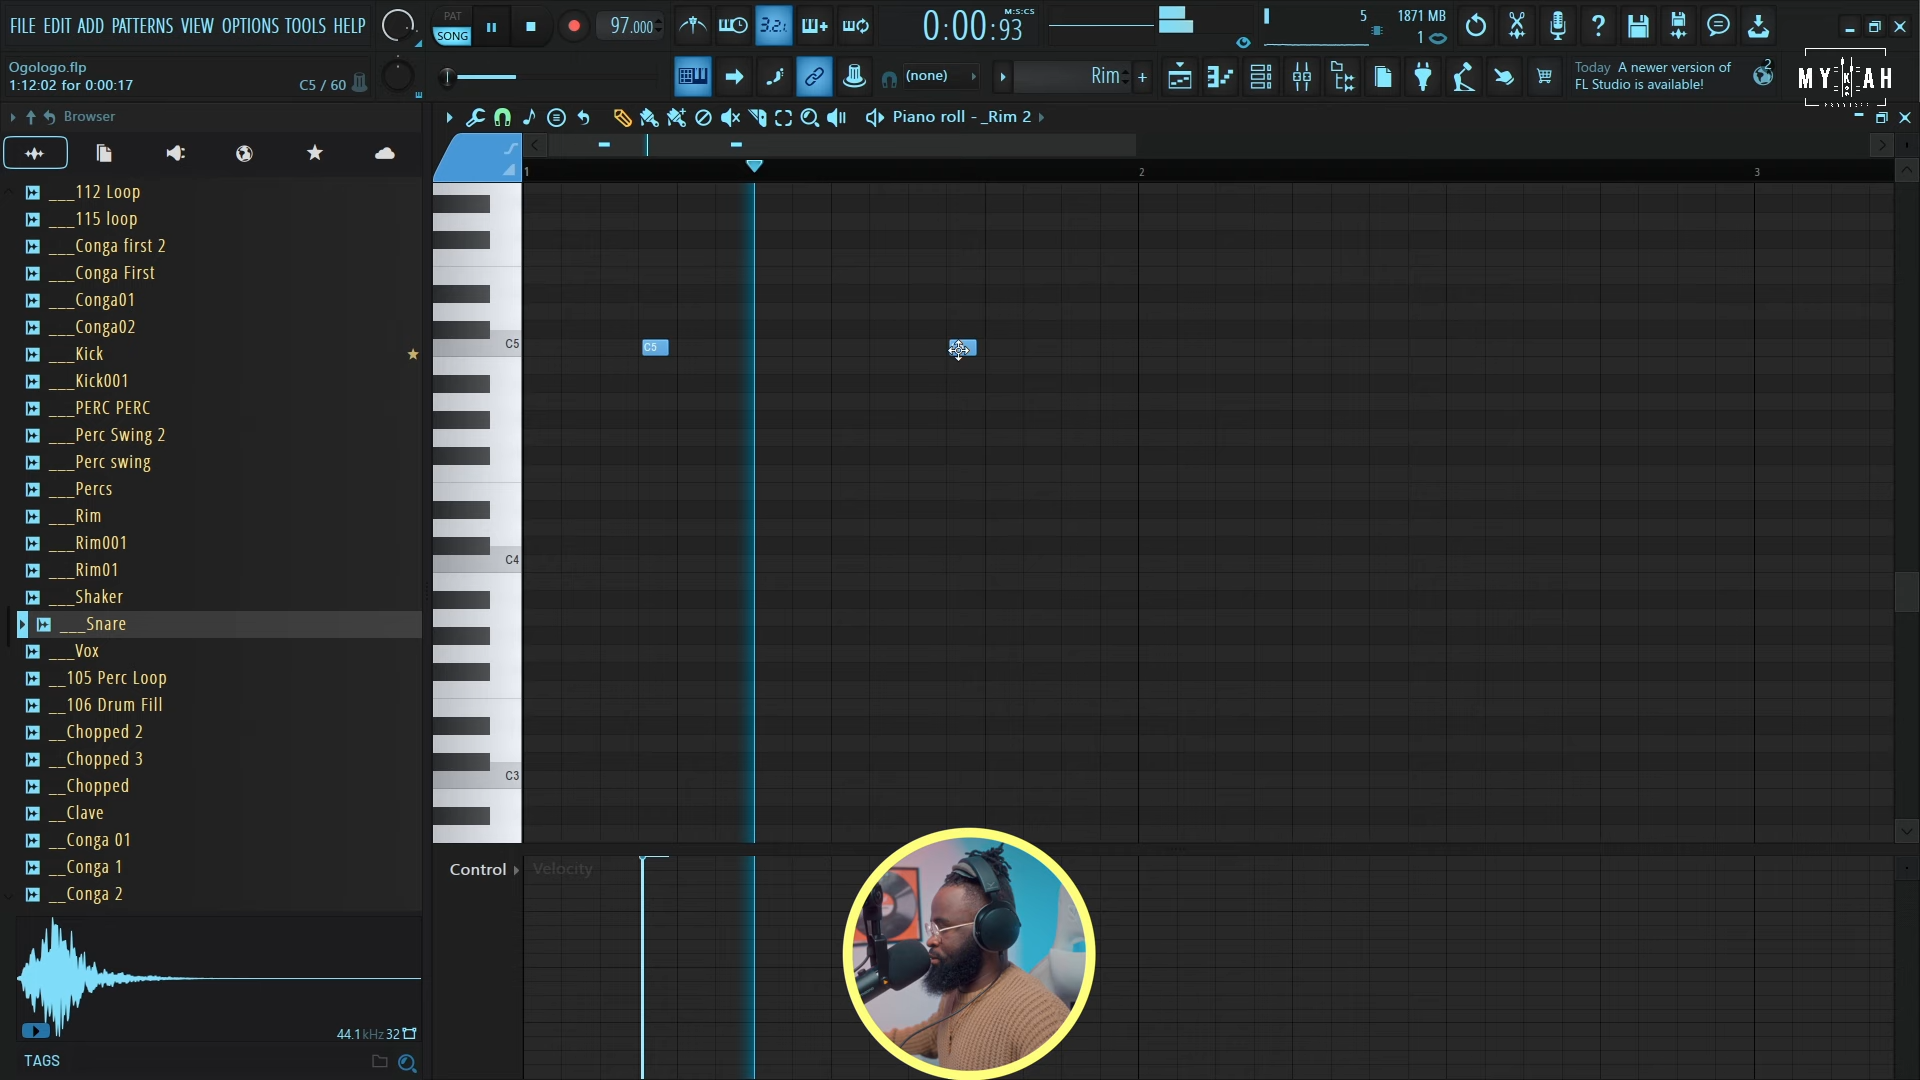 FILE EDIT ADD PATTERNS VIEW OPTIONS TOOLS HELP
PAT
SONG
97.000
3.2.1
0:00:93
M:S:CS
5
1871 MB
1
Ogologo.flp
1:12:02 for 0:00:17
C5 / 60
(none)
Rim
Today A newer version of
FL Studio is available!
2
MYKAH
Browser
Piano roll - _Rim 2
1
2
3
___112 Loop
___115 loop
___Conga first 2
___Conga First
___Conga01
___Conga02
___Kick
___Kick001
___PERC PERC
___Perc Swing 2
___Perc swing
___Percs
___Rim
___Rim001
___Rim01
___Shaker
___Snare
___Vox
__105 Perc Loop
__106 Drum Fill
__Chopped 2
__Chopped 3
__Chopped
__Clave
__Conga 01
__Conga 1
__Conga 2
C5
C5
C4
C3
Control
Velocity
44.1kHz 32
TAGS